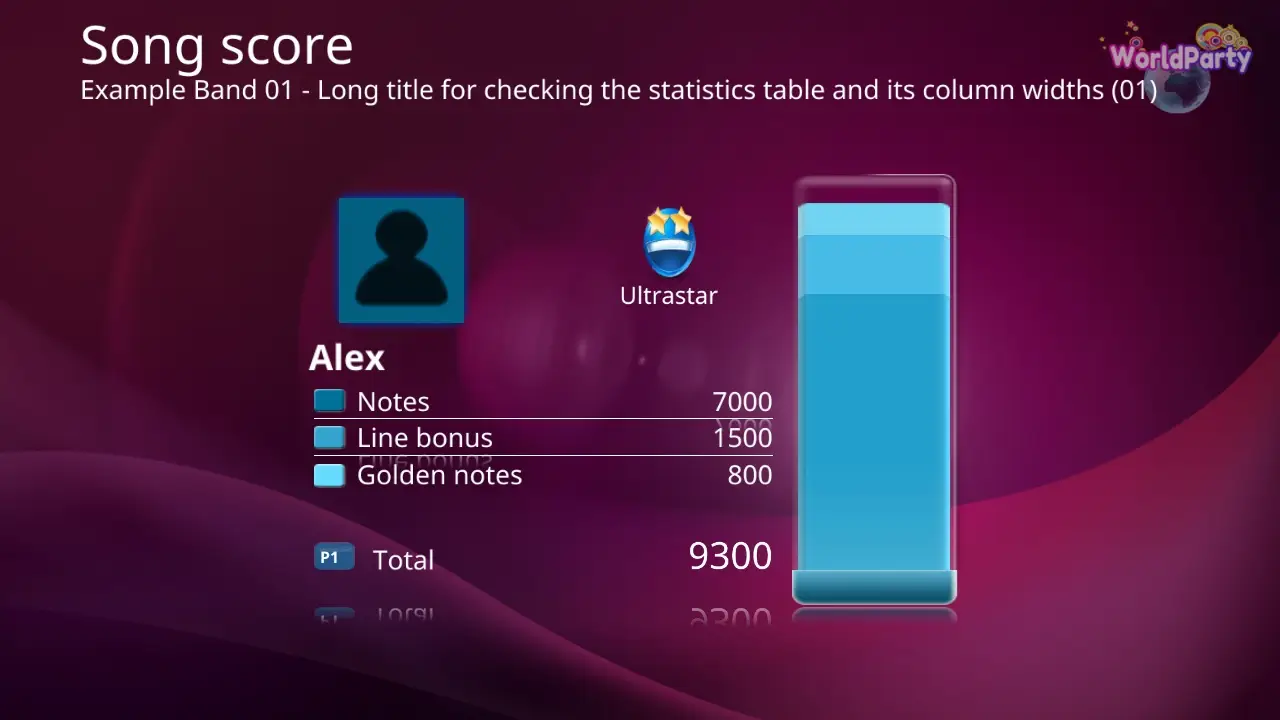 Song score
WorldParty
Example Band 01 - Long title for checking the statistics table and its column widths (01)
Ultrastar
Alex
Notes 7000
Line bonus 1500
Golden notes 800
P1 Total 9300